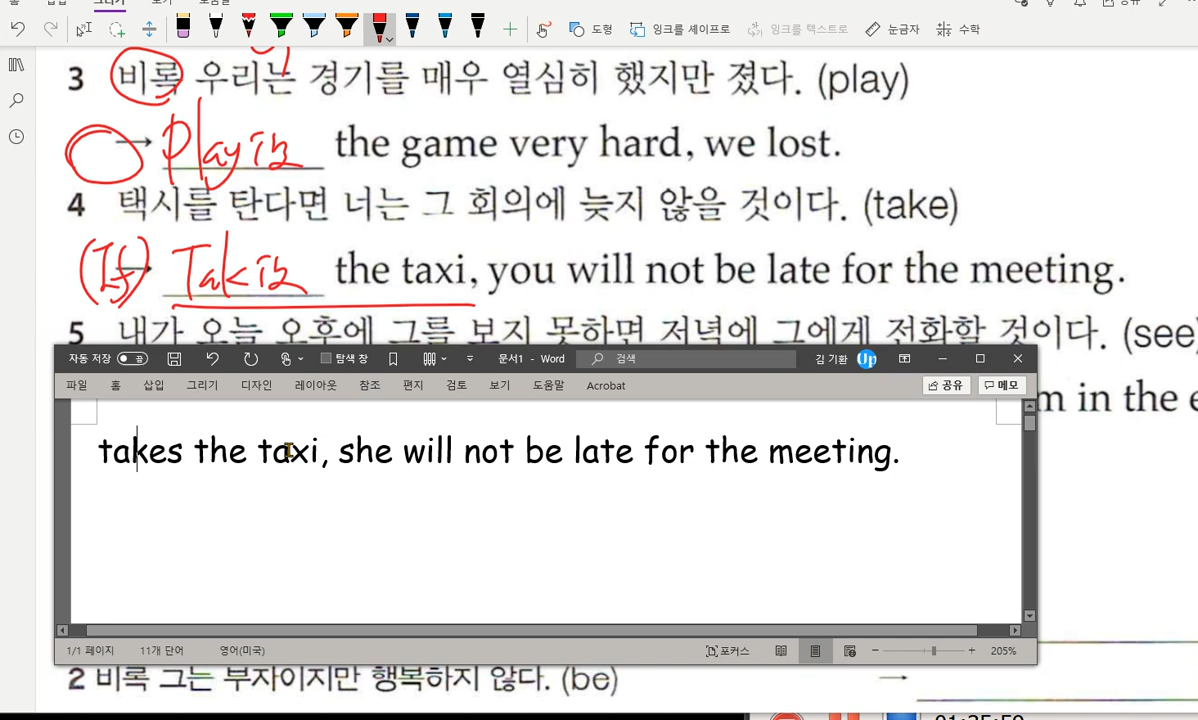 그리기
도형
잉크를 셰이프로
잉크를 텍스트로
눈금자
수학
3 비록 우리는 경기를 매우 열심히 했지만 졌다. (play)
→ Playing the game very hard, we lost.
4 택시를 탄다면 너는 그 회의에 늦지 않을 것이다. (take)
(If) → Taking the taxi, you will not be late for the meeting.
5 내가 오늘 오후에 그를 보지 못하면 저녁에 그에게 전화할 것이다. (see)
m in the e
자동 저장 끔 탐색 창 문서1 - Word 검색 김 기환 Up
파일 홈 삽입 그리기 디자인 레이아웃 참조 편지 검토 보기 도움말 Acrobat 공유 메모
takes the taxi, she will not be late for the meeting.
1/1 페이지 11개 단어 영어(미국) 포커스 205%
2 비록 그는 부자이지만 행복하지 않다. (be) →